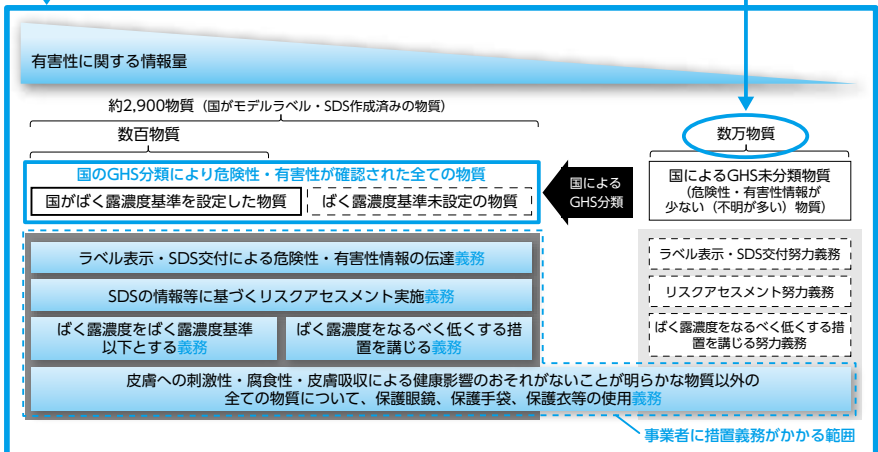 有害性に関する情報量
約2,900物質（国がモデルラベル・SDS作成済みの物質）
数百物質
数万物質
国のGHS分類により危険性・有害性が確認された全ての物質
国がばく露濃度基準を設定した物質
ばく露濃度基準未設定の物質
国による
GHS分類
国によるGHS未分類物質
（危険性・有害性情報が
少ない（不明が多い）物質）
ラベル表示・SDS交付による危険性・有害性情報の伝達義務
SDSの情報等に基づくリスクアセスメント実施義務
ばく露濃度をばく露濃度基準
以下とする義務
ばく露濃度をなるべく低くする措
置を講じる義務
ラベル表示・SDS交付努力義務
リスクアセスメント努力義務
ばく露濃度をなるべく低くする措
置を講じる努力義務
皮膚への刺激性・腐食性・皮膚吸収による健康影響のおそれがないことが明らかな物質以外の
全ての物質について、保護眼鏡、保護手袋、保護衣等の使用義務
事業者に措置義務がかかる範囲